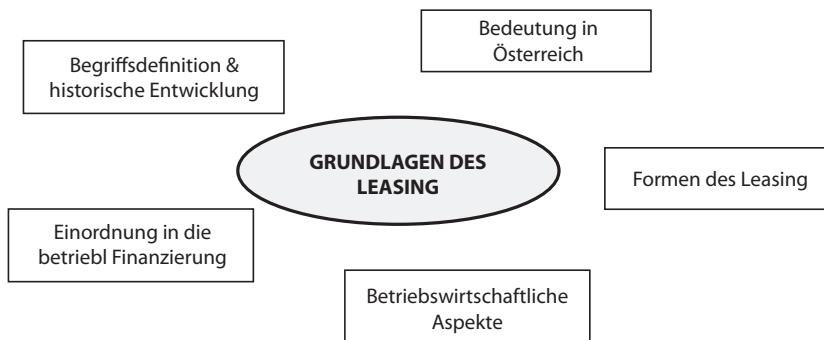 Bedeutung in
Österreich
Begriffsdefinition &
historische Entwicklung
GRUNDLAGEN DES
LEASING
Formen des Leasing
Einordnung in die
betriebl Finanzierung
Betriebswirtschaftliche
Aspekte